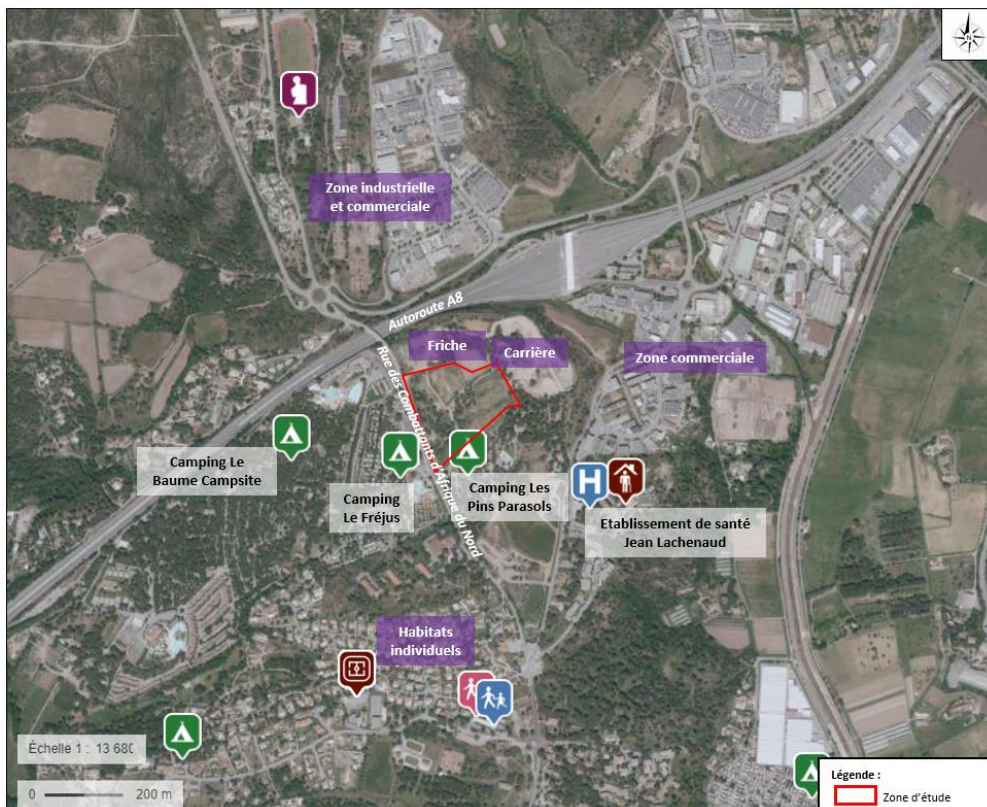 N
Zone industrielle
et commerciale
Autoroute A8
Friche
Carrière
Zone commerciale
Rue des Combattants d'Afrique du Nord
Camping Le
Baume Campsite
Camping
Le Fréjus
Camping Les
Pins Parasols
H
Etablissement de santé
Jean Lachenaud
Habitats
individuels
Échelle 1 : 13 680
0 200 m
Légende :
Zone d'étude